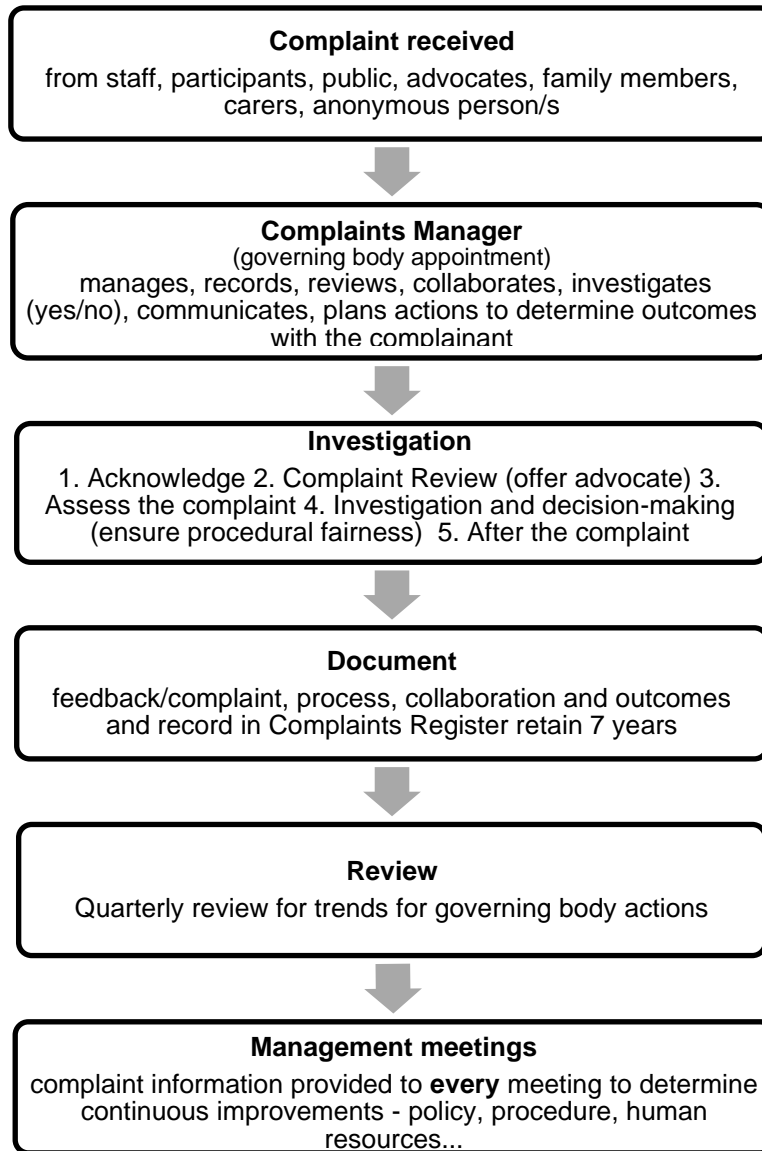 Complaint received
from staff, participants, public, advocates, family members,
carers, anonymous person/s
Complaints Manager
(governing body appointment)
manages, records, reviews, collaborates, investigates
(yes/no), communicates, plans actions to determine outcomes
with the complainant
Investigation
1. Acknowledge 2. Complaint Review (offer advocate) 3.
Assess the complaint 4. Investigation and decision-making
(ensure procedural fairness)  5. After the complaint
Document
feedback/complaint, process, collaboration and outcomes
and record in Complaints Register retain 7 years
Review
Quarterly review for trends for governing body actions
Management meetings
complaint information provided to every meeting to determine
continuous improvements - policy, procedure, human
resources...